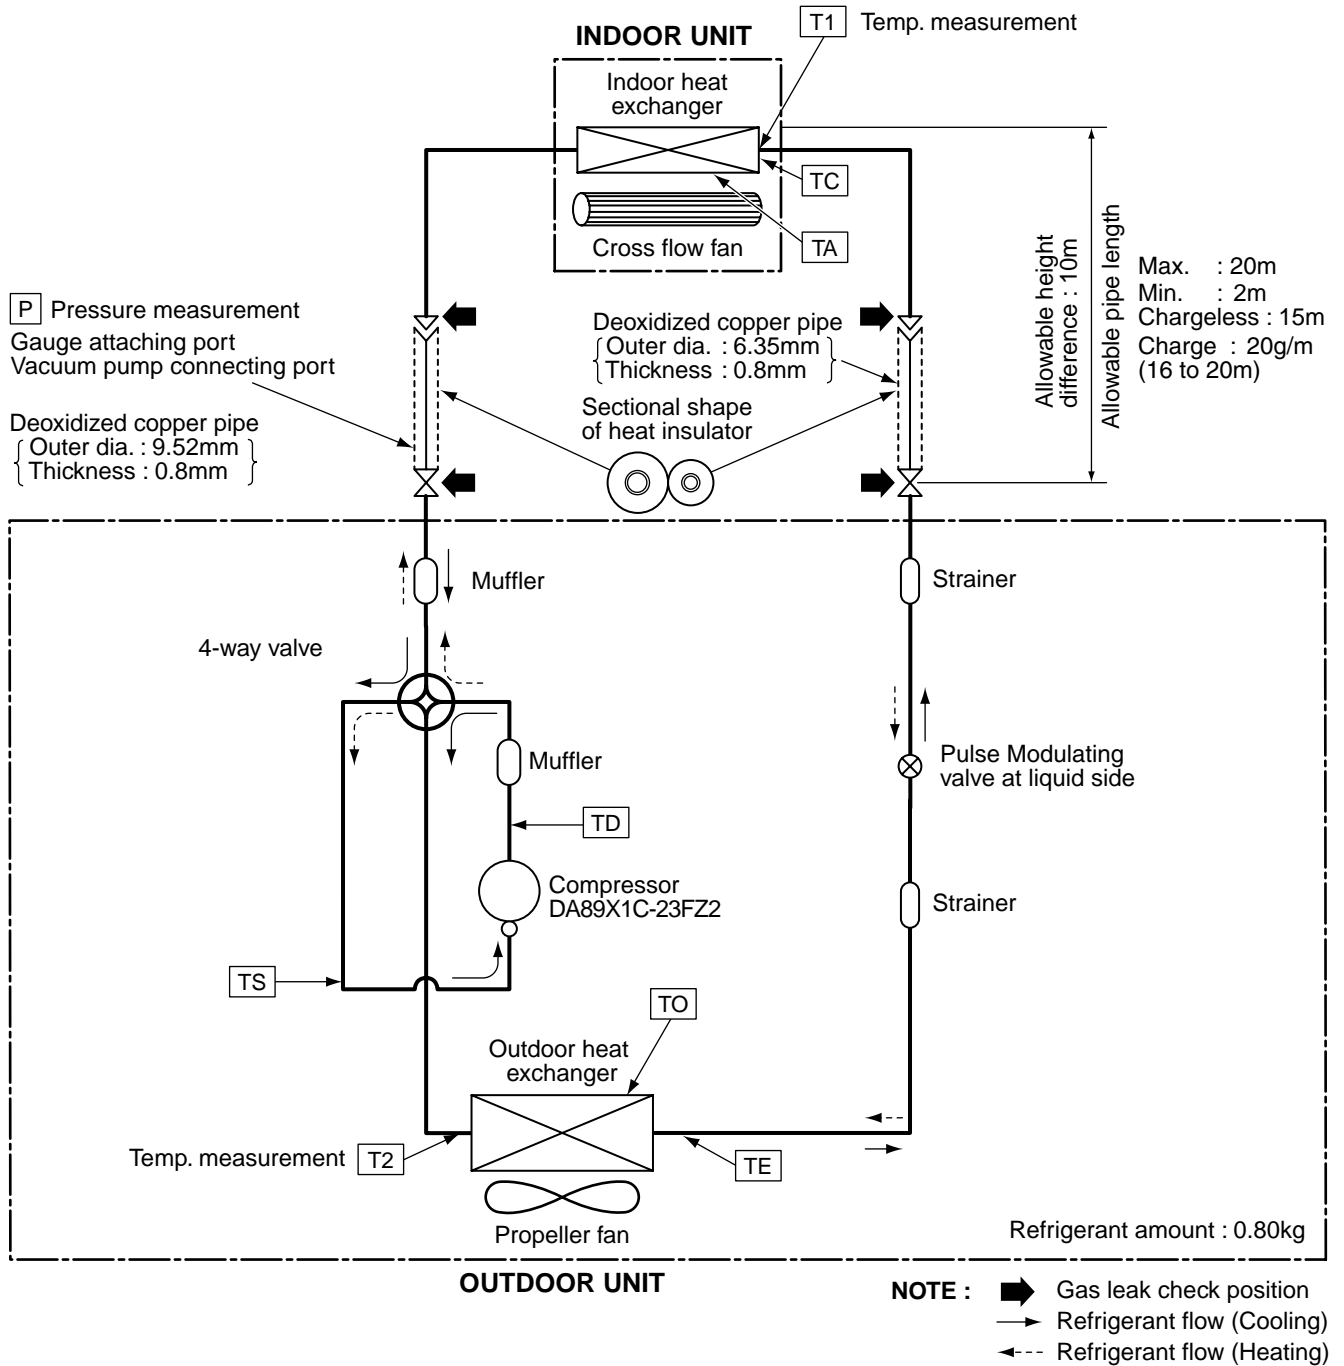 T1 Temp. measurement
INDOOR UNIT
Indoor heat
exchanger
TC
Cross flow fan
TA
Allowable height
difference : 10m
Allowable pipe length
Max. : 20m
Min. : 2m
Chargeless : 15m
Charge : 20g/m
(16 to 20m)
P Pressure measurement
Gauge attaching port
Vacuum pump connecting port
Deoxidized copper pipe
Outer dia. : 9.52mm
Thickness : 0.8mm
Deoxidized copper pipe
Outer dia. : 6.35mm
Thickness : 0.8mm
Sectional shape
of heat insulator
Muffler
Strainer
4-way valve
Muffler
Pulse Modulating
valve at liquid side
TD
Compressor
DA89X1C-23FZ2
Strainer
TS
TO
Outdoor heat
exchanger
Temp. measurement T2
TE
Propeller fan
Refrigerant amount : 0.80kg
OUTDOOR UNIT
NOTE : Gas leak check position
Refrigerant flow (Cooling)
Refrigerant flow (Heating)